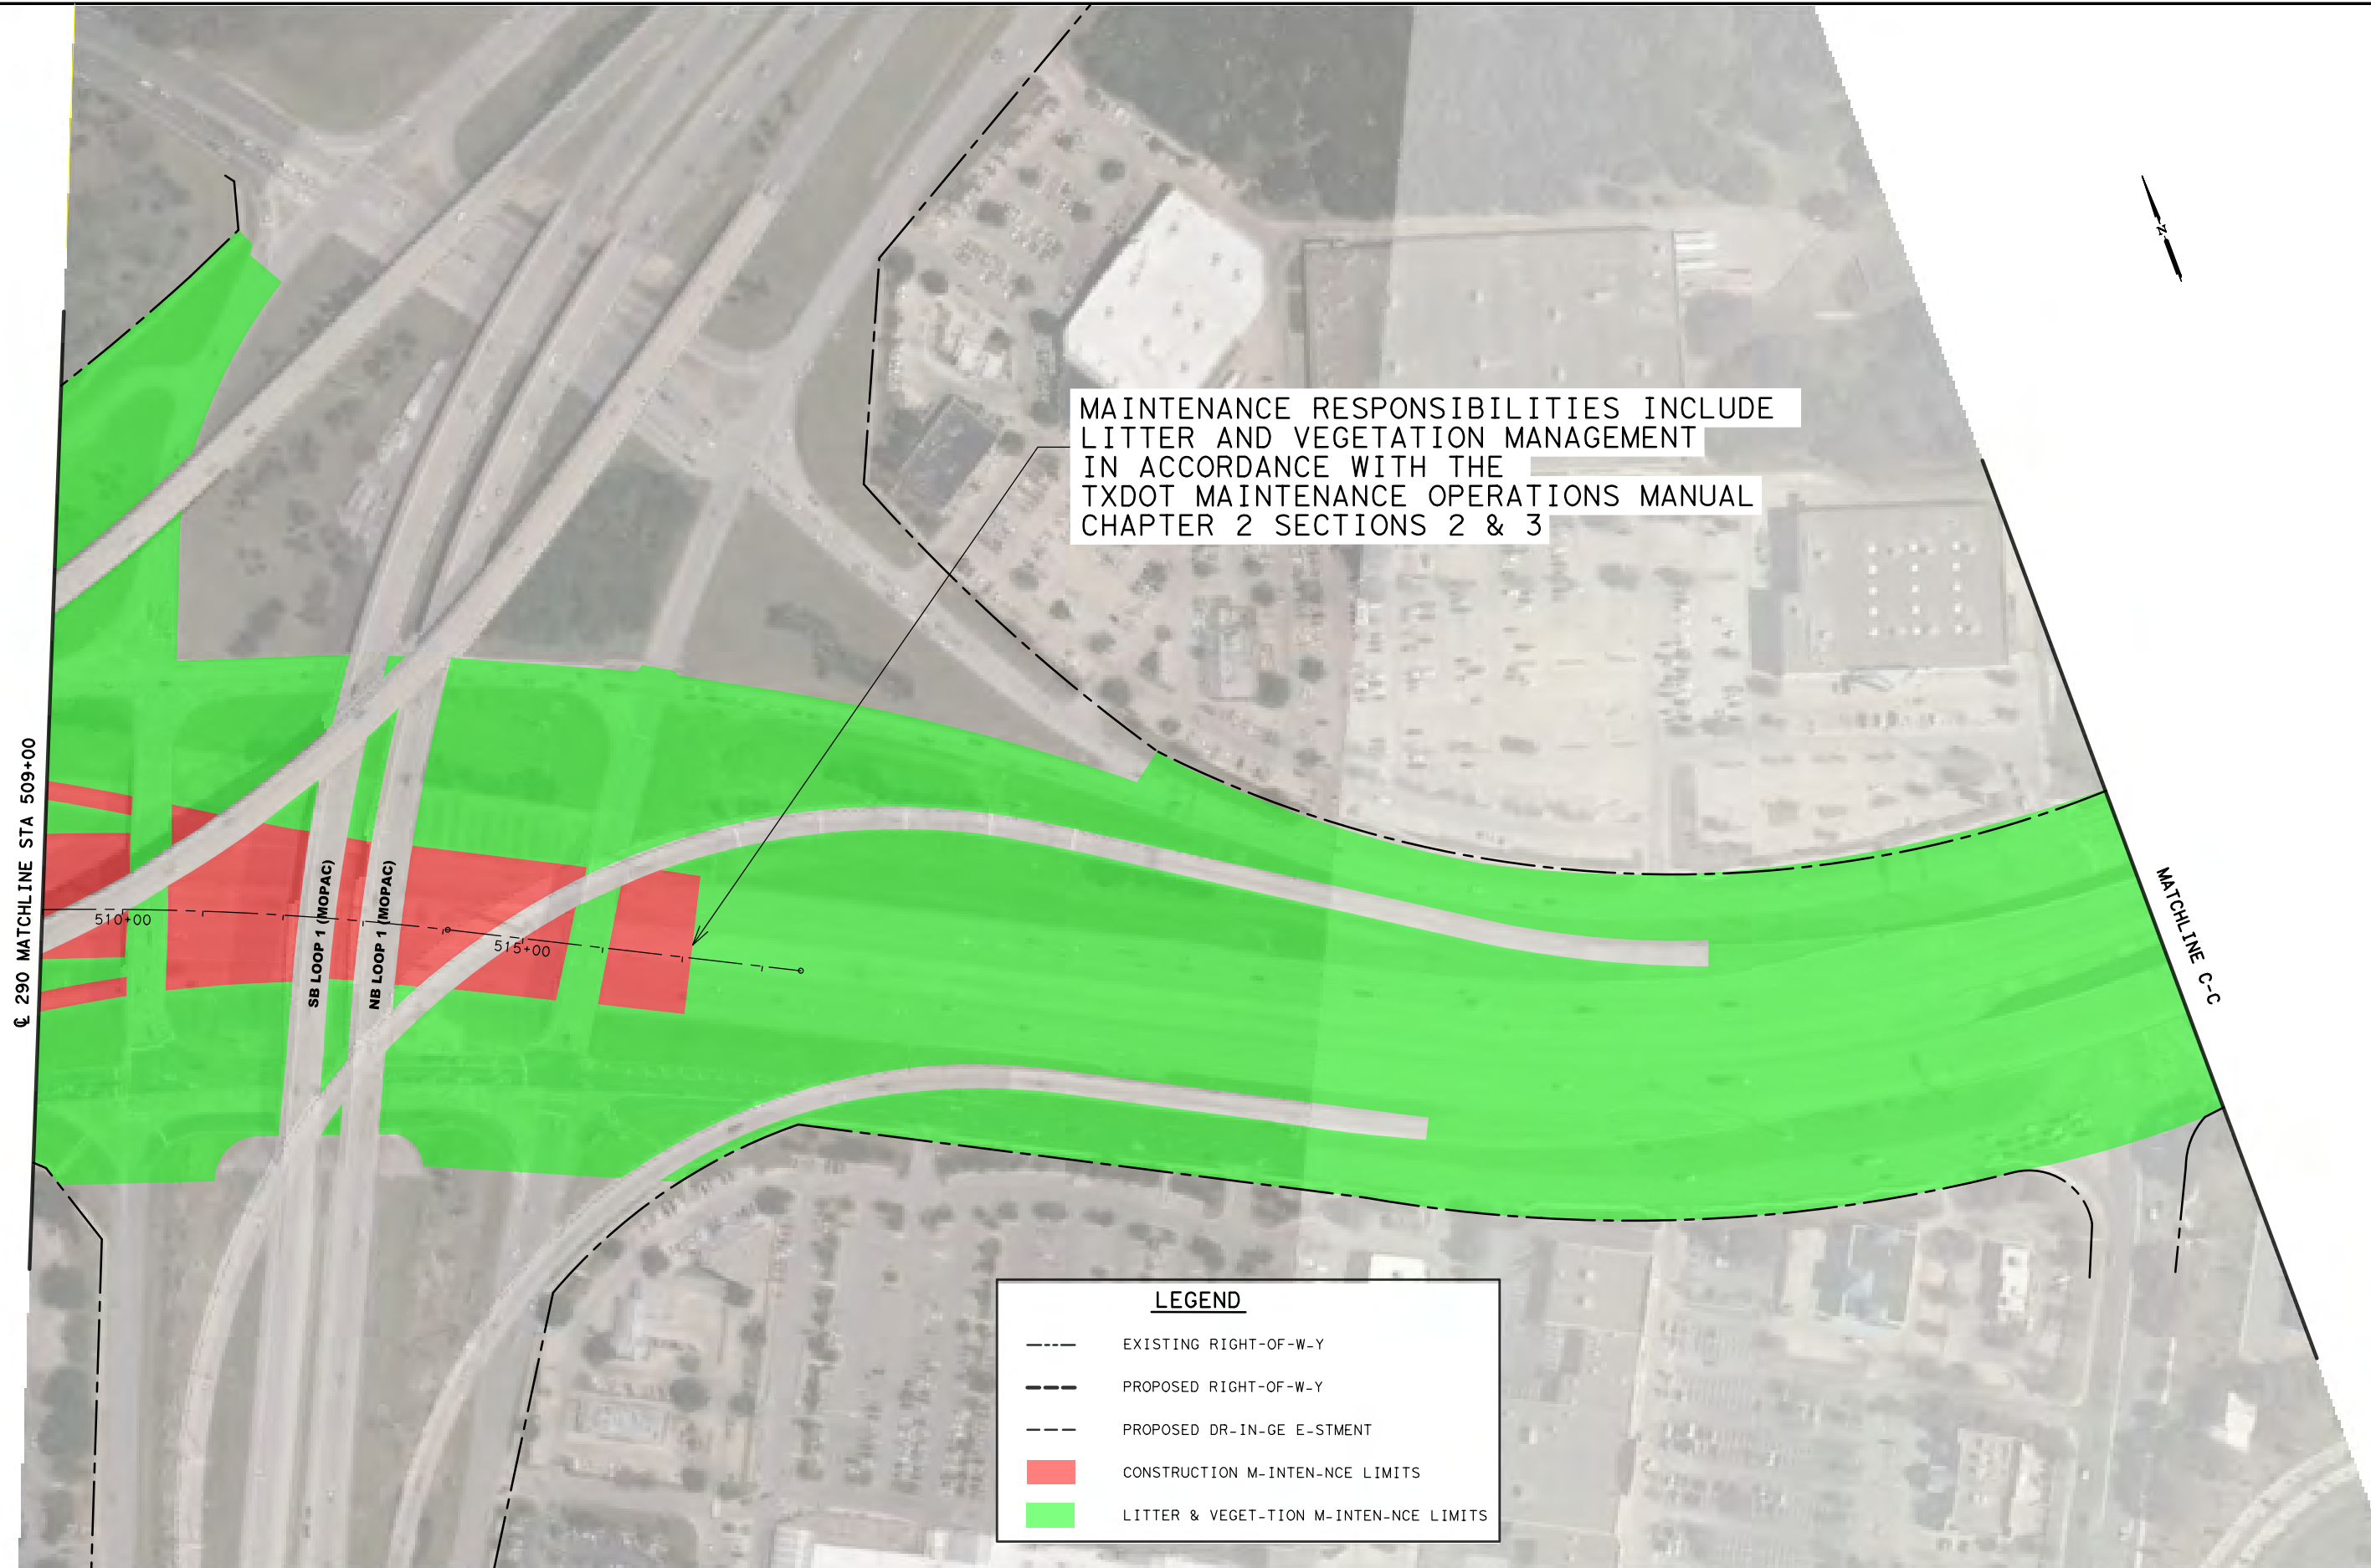 MAINTENANCE RESPONSIBILITIES INCLUDE
LITTER AND VEGETATION MANAGEMENT
IN ACCORDANCE WITH THE
TXDOT MAINTENANCE OPERATIONS MANUAL
CHAPTER 2 SECTIONS 2 & 3
N
℄ 290 MATCHLINE STA 509+00
510+00
SB LOOP 1 (MOPAC)
NB LOOP 1 (MOPAC)
515+00
MATCHLINE C-C
LEGEND
EXISTING RIGHT-OF-W-Y
PROPOSED RIGHT-OF-W-Y
PROPOSED DR-IN-GE E-STMENT
CONSTRUCTION M-INTEN-NCE LIMITS
LITTER & VEGET-TION M-INTEN-NCE LIMITS